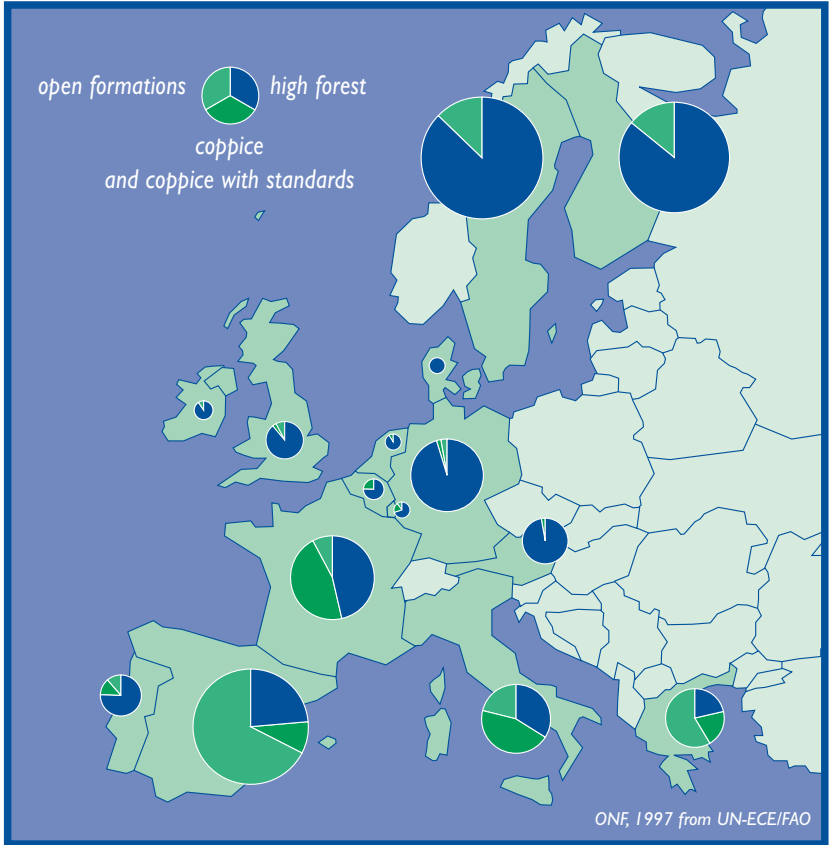 open formations
high forest
coppice
and coppice with standards
ONF, 1997 from UN-ECE/FAO